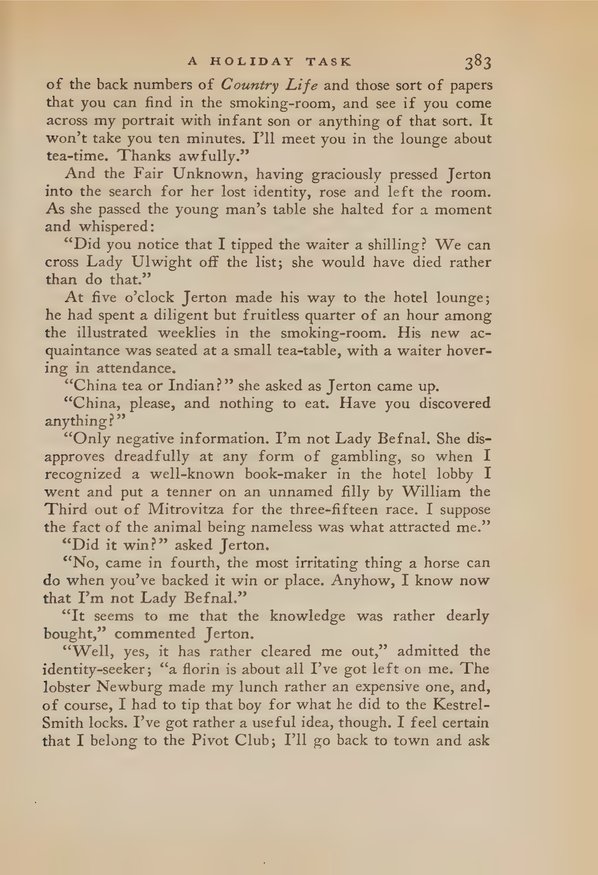 A HOLIDAY TASK 383
of the back numbers of Country Life and those sort of papers
that you can find in the smoking-room, and see if you come
across my portrait with infant son or anything of that sort. It
won’t take you ten minutes. I’ll meet you in the lounge about
tea-time. Thanks awfully.”
And the Fair Unknown, having graciously pressed Jerton
into the search for her lost identity, rose and left the room.
As she passed the young man’s table she halted for a moment
and whispered:
“Did you notice that I tipped the waiter a shilling? We can
cross Lady Ulwight off the list; she would have died rather
than do that.”
At five o’clock Jerton made his way to the hotel lounge;
he had spent a diligent but fruitless quarter of an hour among
the illustrated weeklies in the smoking-room. His new ac-
quaintance was seated at a small tea-table, with a waiter hover-
ing in attendance.
“China tea or Indian?” she asked as Jerton came up.
“China, please, and nothing to eat. Have you discovered
anything?”
“Only negative information. I’m not Lady Befnal. She dis-
approves dreadfully at any form of gambling, so when I
recognized a well-known book-maker in the hotel lobby I
went and put a tenner on an unnamed filly by William the
Third out of Mitrovitza for the three-fifteen race. I suppose
the fact of the animal being nameless was what attracted me.”
“Did it win?” asked Jerton.
“No, came in fourth, the most irritating thing a horse can
do when you’ve backed it win or place. Anyhow, I know now
that I’m not Lady Befnal.”
“It seems to me that the knowledge was rather dearly
bought,” commented Jerton.
“Well, yes, it has rather cleared me out,” admitted the
identity-seeker; “a florin is about all I’ve got left on me. The
lobster Newburg made my lunch rather an expensive one, and,
of course, I had to tip that boy for what he did to the Kestrel-
Smith locks. I’ve got rather a useful idea, though. I feel certain
that I belong to the Pivot Club; I’ll go back to town and ask